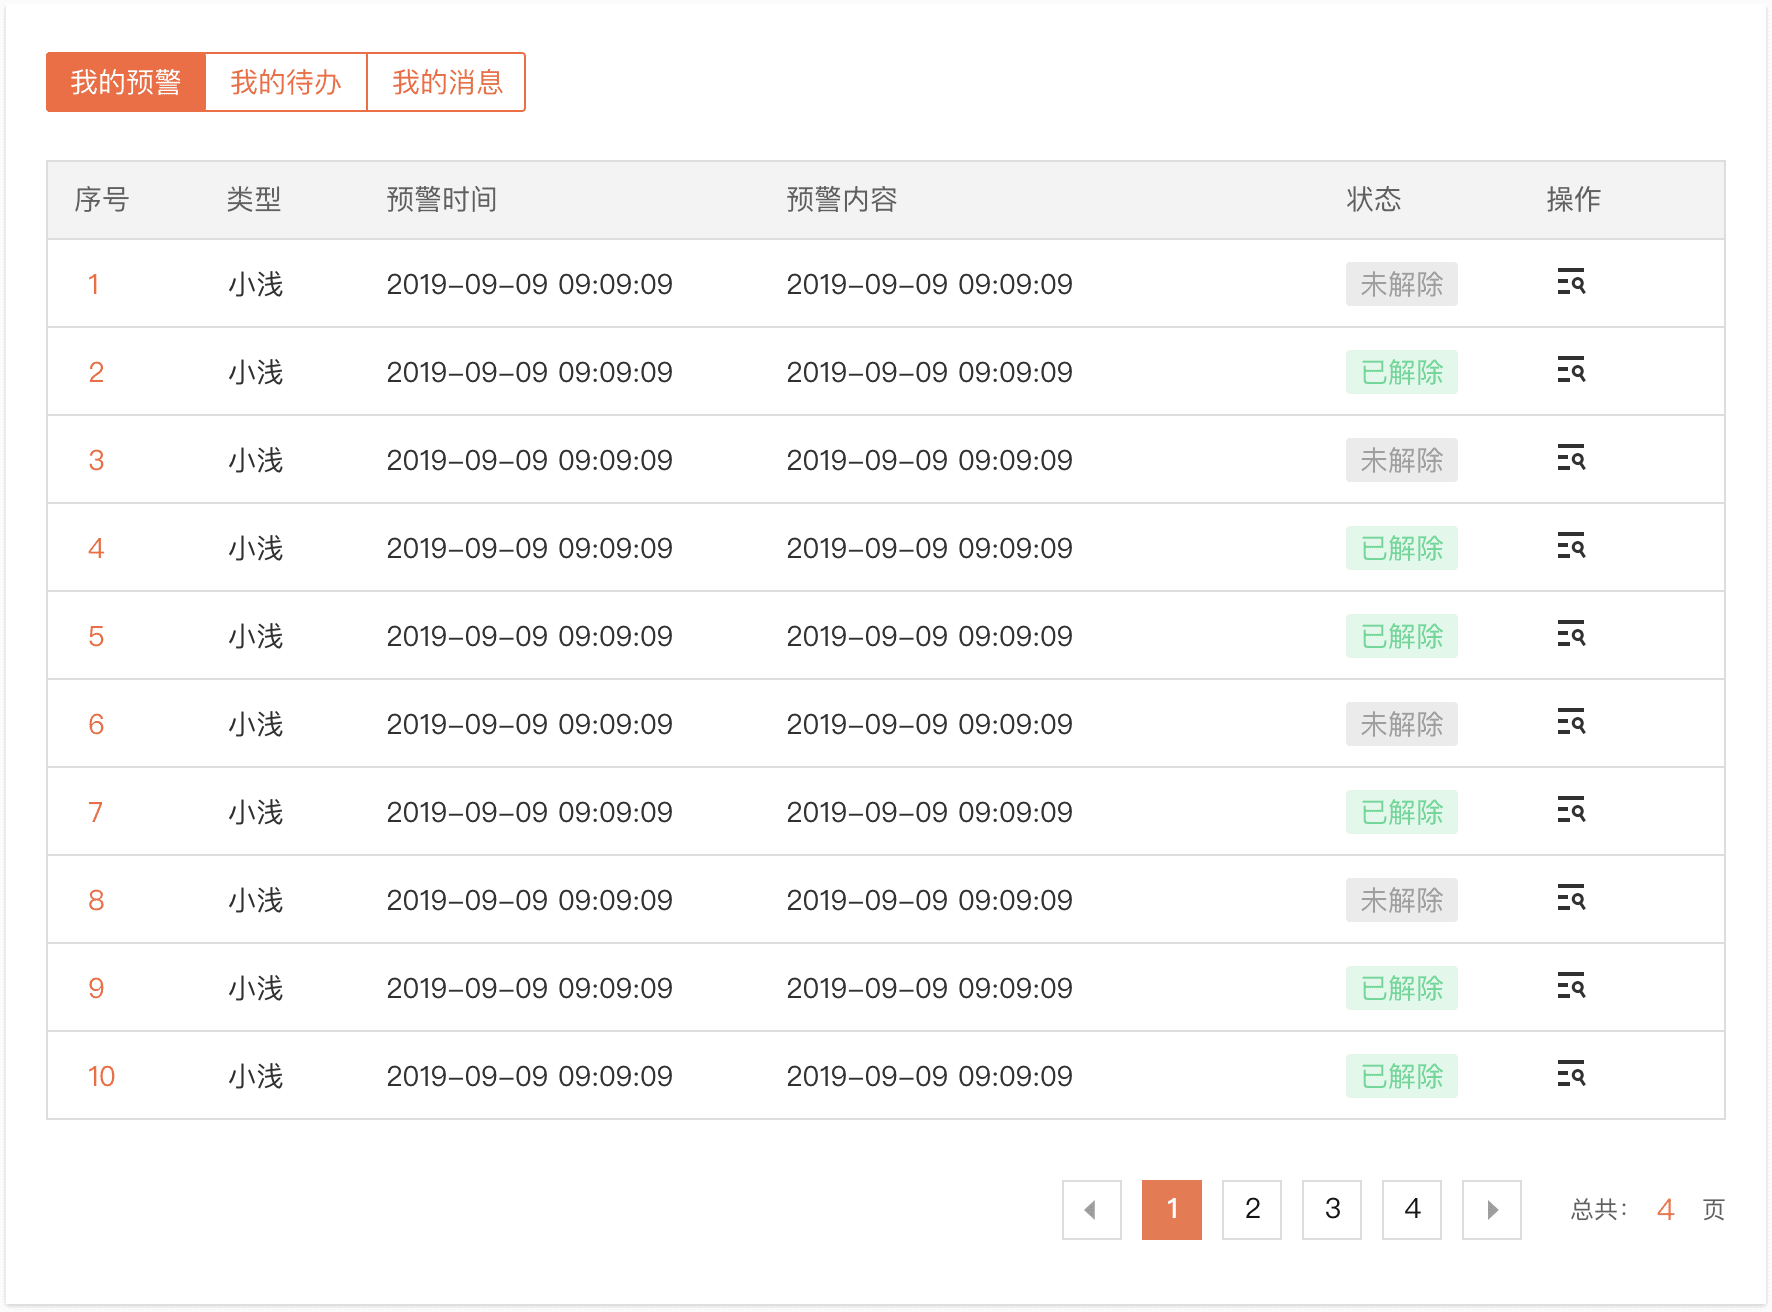 我的预警 我的待办 我的消息
序号 类型 预警时间 预警内容 状态 操作
1 小浅 2019-09-09 09:09:09 2019-09-09 09:09:09 未解除
2 小浅 2019-09-09 09:09:09 2019-09-09 09:09:09 已解除
3 小浅 2019-09-09 09:09:09 2019-09-09 09:09:09 未解除
4 小浅 2019-09-09 09:09:09 2019-09-09 09:09:09 已解除
5 小浅 2019-09-09 09:09:09 2019-09-09 09:09:09 已解除
6 小浅 2019-09-09 09:09:09 2019-09-09 09:09:09 未解除
7 小浅 2019-09-09 09:09:09 2019-09-09 09:09:09 已解除
8 小浅 2019-09-09 09:09:09 2019-09-09 09:09:09 未解除
9 小浅 2019-09-09 09:09:09 2019-09-09 09:09:09 已解除
10 小浅 2019-09-09 09:09:09 2019-09-09 09:09:09 已解除
1 2 3 4 总共： 4 页